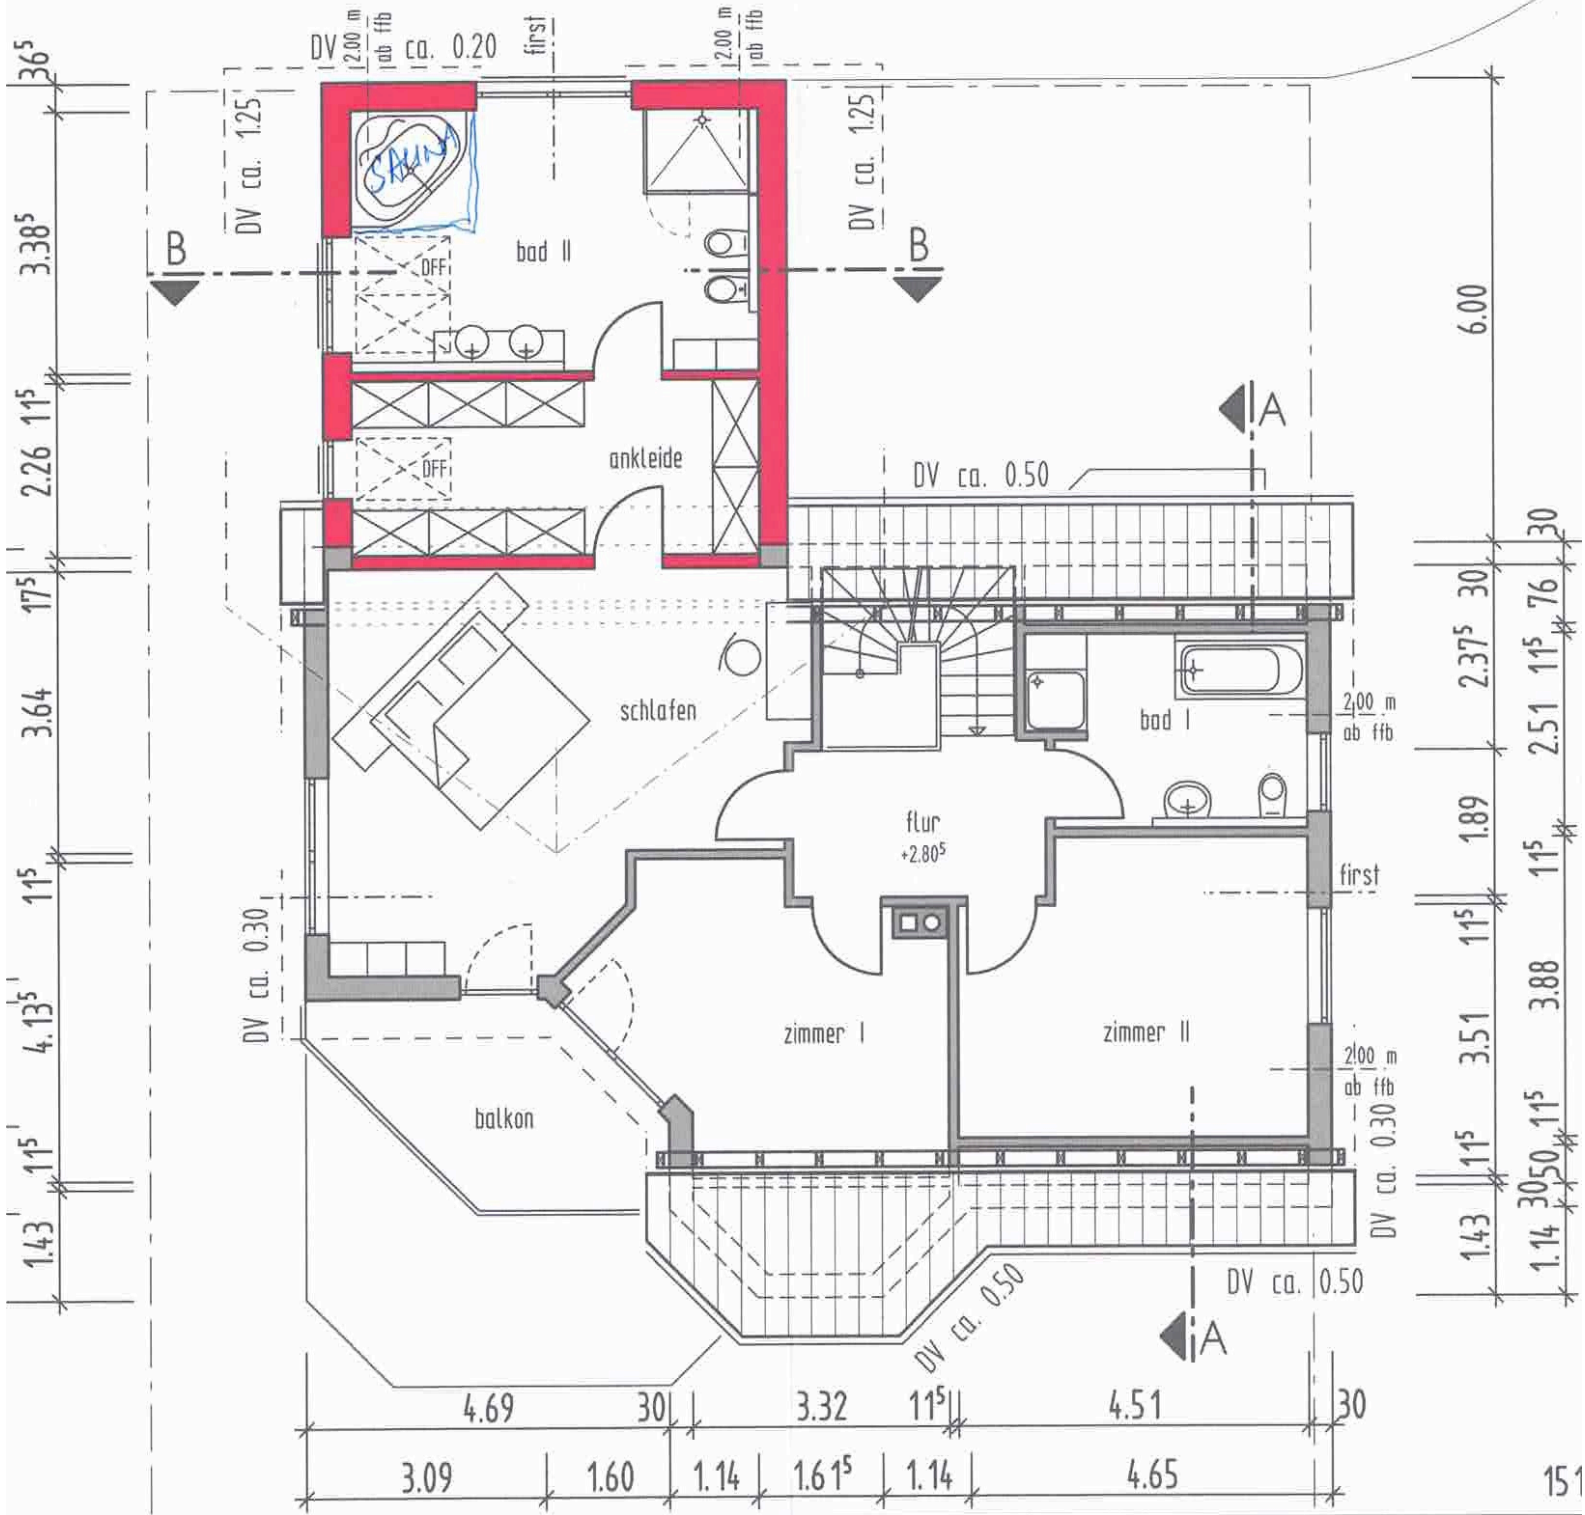 DV ca. 0.20
2.00 m
ab ffb
first
2.00 m
ab ffb
36⁵
DV ca. 1.25
DV ca. 1.25
SAUNA
3.38⁵
B
bad II
DFF
B
6.00
11⁵
2.26
DFF
ankleide
A
DV ca. 0.50
30
17⁵
30
76
3.64
schlafen
2.37⁵
11⁵
bad I
2.00 m
ab ffb
2.51
flur
+2.80⁵
1.89
11⁵
11⁵
first
DV ca. 0.30
11⁵
4.13⁵
zimmer I
zimmer II
3.51
3.88
2.00 m
ab ffb
balkon
11⁵
11⁵
11⁵
DV ca. 0.30
50
30
1.43
1.43
1.14
DV ca. 0.50
DV ca. 0.50
A
4.69
30
3.32
11⁵
4.51
30
3.09
1.60
1.14
1.61⁵
1.14
4.65
151